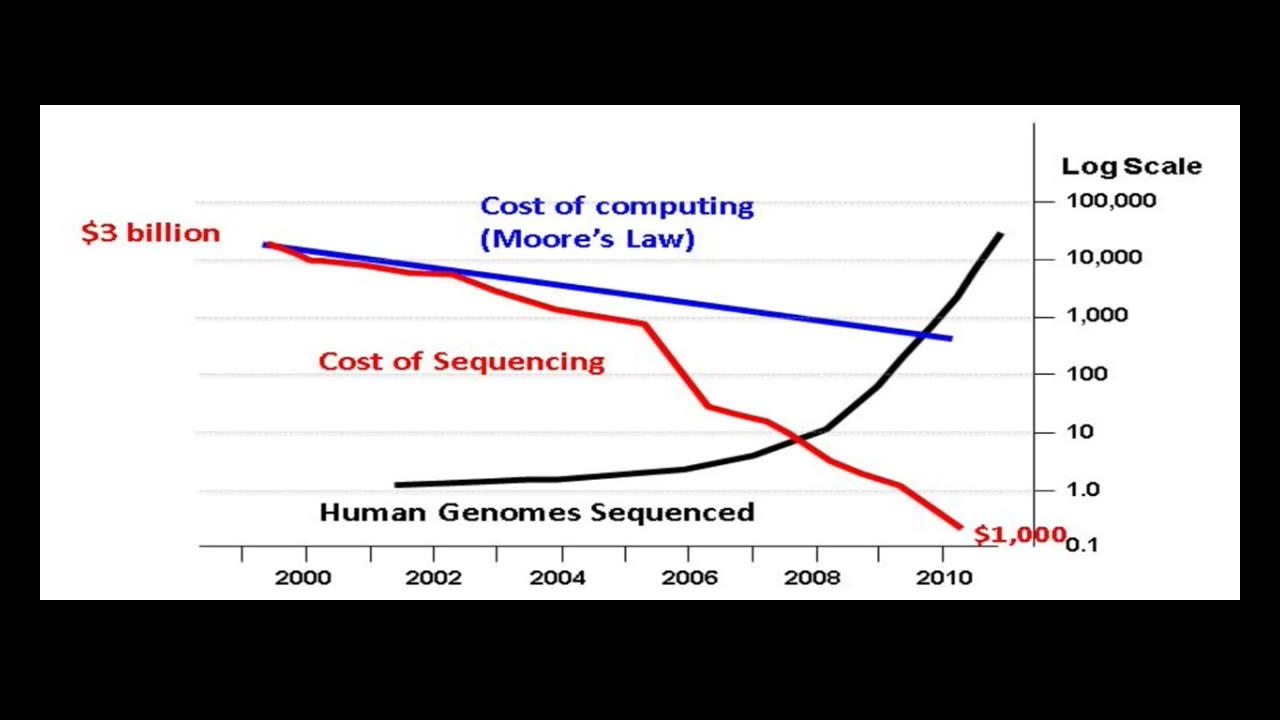 Log Scale
Cost of computing
(Moore's Law)
$3 billion
100,000
10,000
1,000
Cost of Sequencing
100
10
1.0
Human Genomes Sequenced
$1,000
0.1
2000 2002 2004 2006 2008 2010